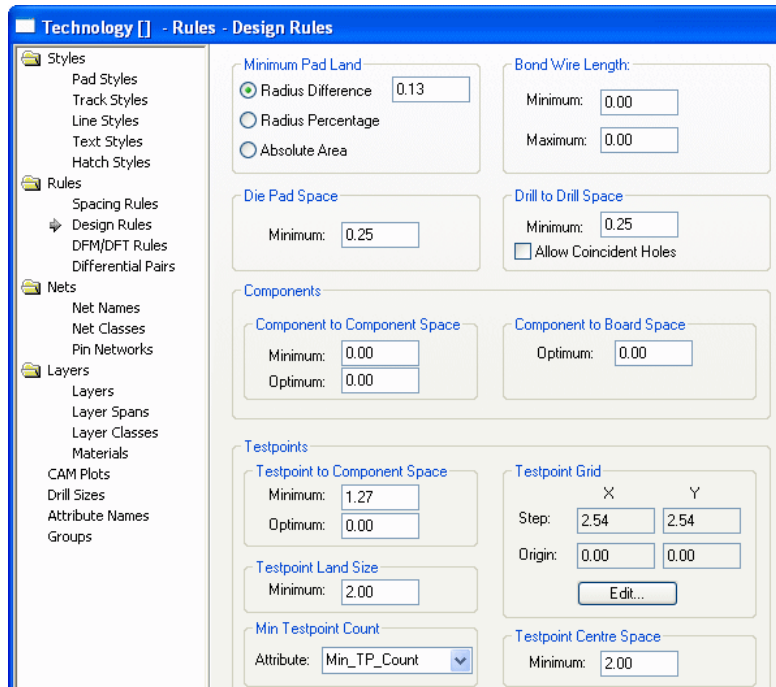 Technology [] - Rules - Design Rules
Styles
Pad Styles
Track Styles
Line Styles
Text Styles
Hatch Styles
Rules
Spacing Rules
Design Rules
DFM/DFT Rules
Differential Pairs
Nets
Net Names
Net Classes
Pin Networks
Layers
Layers
Layer Spans
Layer Classes
Materials
CAM Plots
Drill Sizes
Attribute Names
Groups
Minimum Pad Land
Radius Difference 0.13
Radius Percentage
Absolute Area
Bond Wire Length:
Minimum: 0.00
Maximum: 0.00
Die Pad Space
Minimum: 0.25
Drill to Drill Space
Minimum: 0.25
Allow Coincident Holes
Components
Component to Component Space
Minimum: 0.00
Optimum: 0.00
Component to Board Space
Optimum: 0.00
Testpoints
Testpoint to Component Space
Minimum: 1.27
Optimum: 0.00
Testpoint Land Size
Minimum: 2.00
Min Testpoint Count
Attribute: Min_TP_Count
Testpoint Grid
X Y
Step: 2.54 2.54
Origin: 0.00 0.00
Edit...
Testpoint Centre Space
Minimum: 2.00